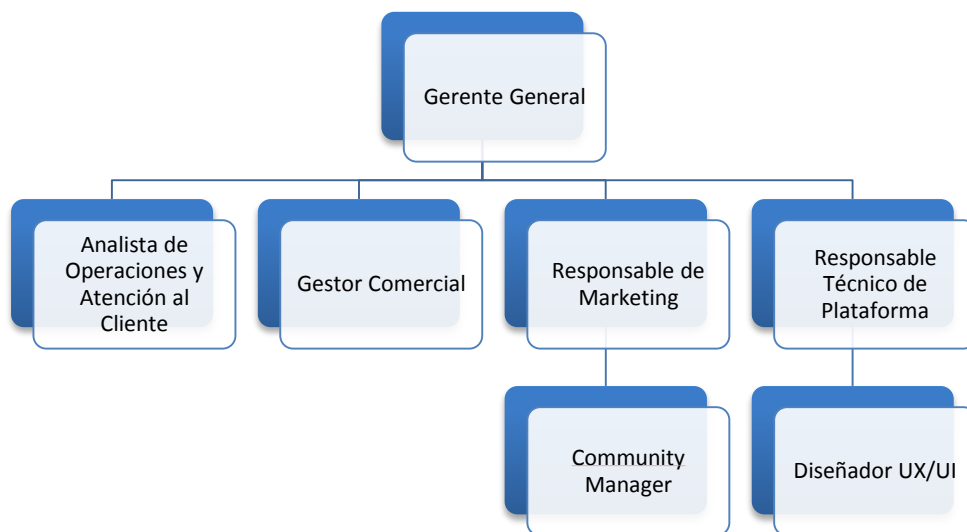 Gerente General
Analista de
Operaciones y
Atención al
Cliente
Gestor Comercial
Responsable de
Marketing
Responsable
Técnico de
Plataforma
Community
Manager
Diseñador UX/UI